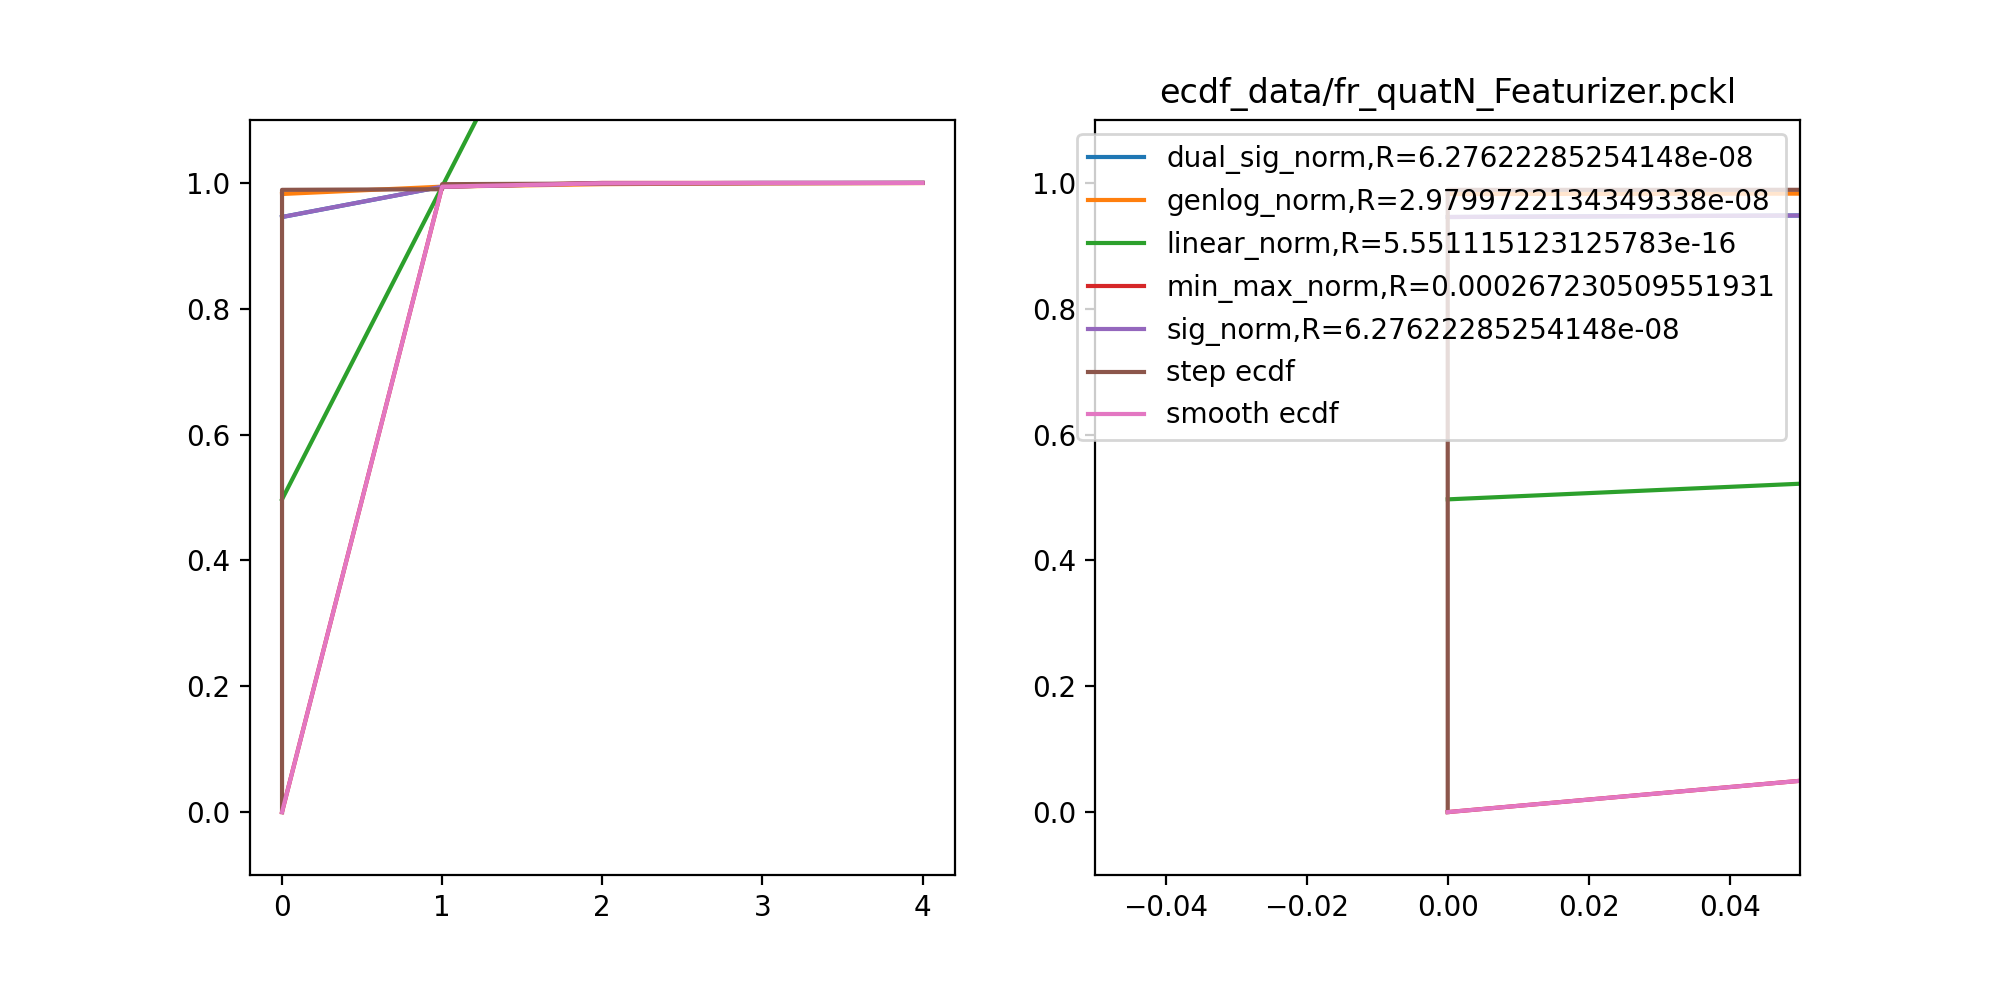 1.0
0.8
0.6
0.4
0.2
0.0
0 1 2 3 4
ecdf_data/fr_quatN_Featurizer.pckl
dual_sig_norm,R=6.27622285254148e-08
genlog_norm,R=2.9799722134349338e-08
linear_norm,R=5.551115123125783e-16
min_max_norm,R=0.000267230509551931
sig_norm,R=6.27622285254148e-08
step ecdf
smooth ecdf
1.0
0.8
0.6
0.4
0.2
0.0
−0.04 −0.02 0.00 0.02 0.04